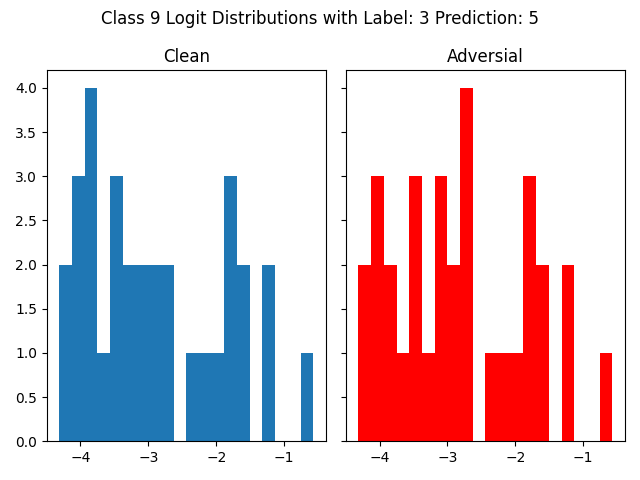 Class 9 Logit Distributions with Label: 3 Prediction: 5
Clean
Adversial
4.0
3.5
3.0
2.5
2.0
1.5
1.0
0.5
0.0
−4 −3 −2 −1
−4 −3 −2 −1